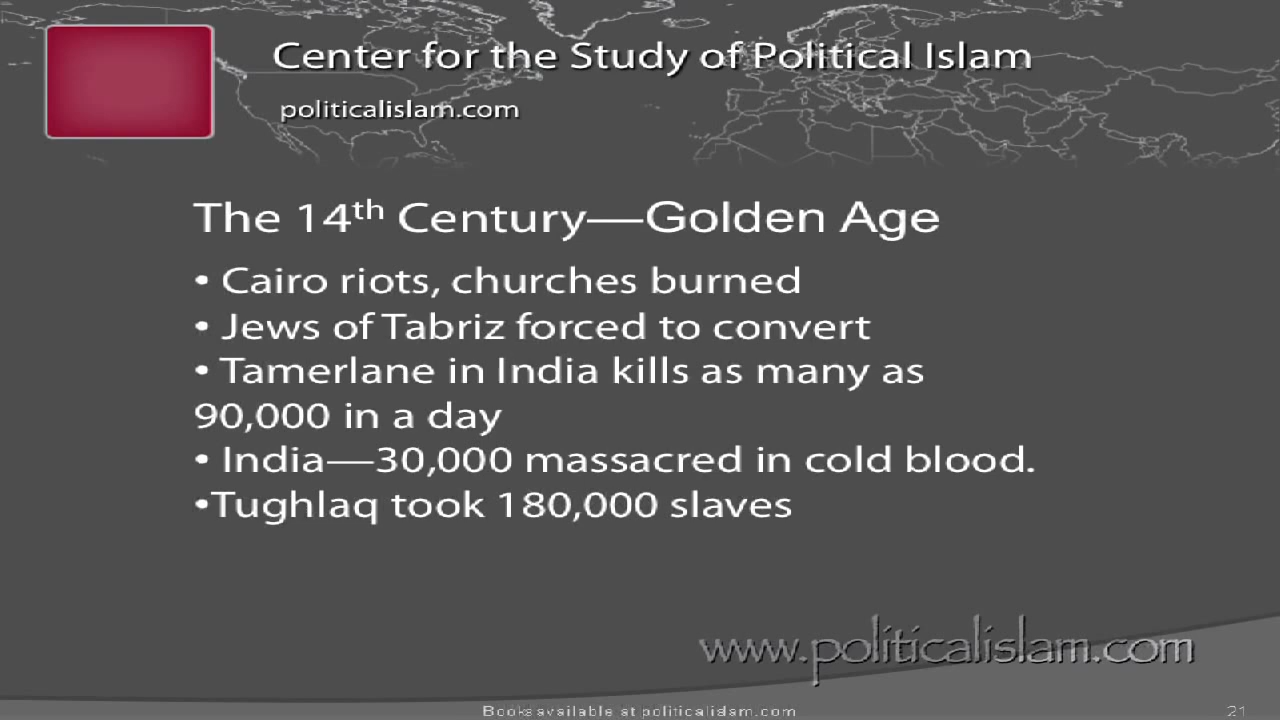 Center for the Study of Political Islam
politicalislam.com
The 14th Century—Golden Age
• Cairo riots, churches burned
• Jews of Tabriz forced to convert
• Tamerlane in India kills as many as
90,000 in a day
• India—30,000 massacred in cold blood.
•Tughlaq took 180,000 slaves
www.politicalislam.com
Books available at politicalislam.com
21